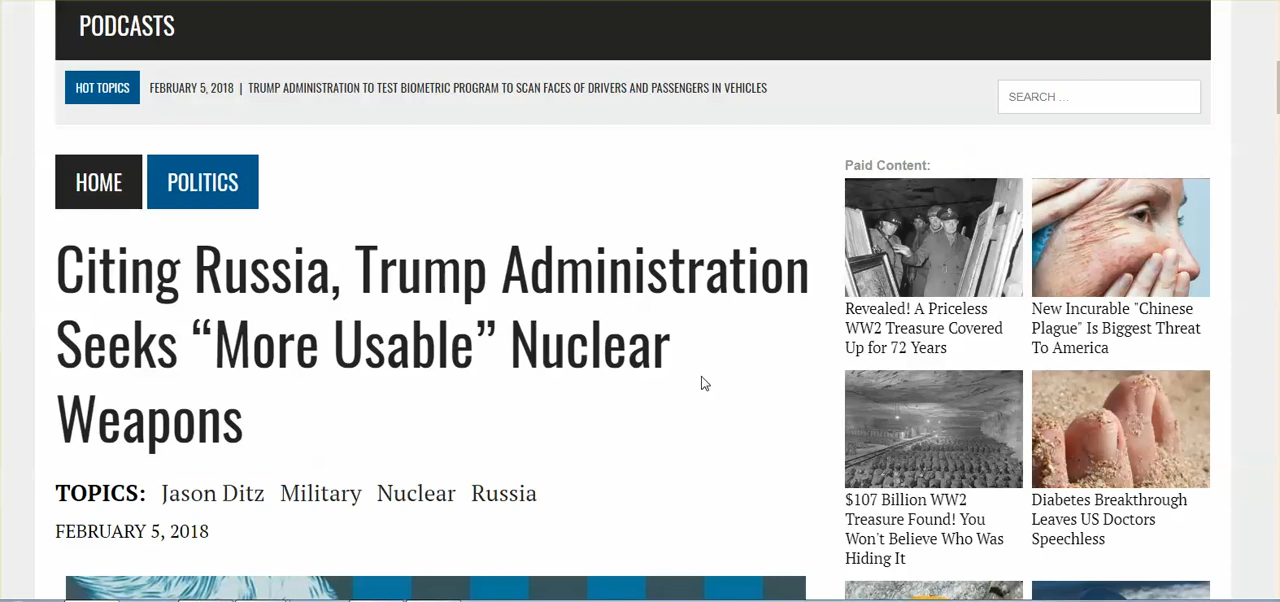 PODCASTS
HOT TOPICS
FEBRUARY 5, 2018 | TRUMP ADMINISTRATION TO TEST BIOMETRIC PROGRAM TO SCAN FACES OF DRIVERS AND PASSENGERS IN VEHICLES
SEARCH ...
HOME
POLITICS
Citing Russia, Trump Administration
Seeks “More Usable” Nuclear
Weapons
TOPICS: Jason Ditz Military Nuclear Russia
FEBRUARY 5, 2018
Paid Content:
Revealed! A Priceless
WW2 Treasure Covered
Up for 72 Years
New Incurable "Chinese
Plague" Is Biggest Threat
To America
$107 Billion WW2
Treasure Found! You
Won't Believe Who Was
Hiding It
Diabetes Breakthrough
Leaves US Doctors
Speechless